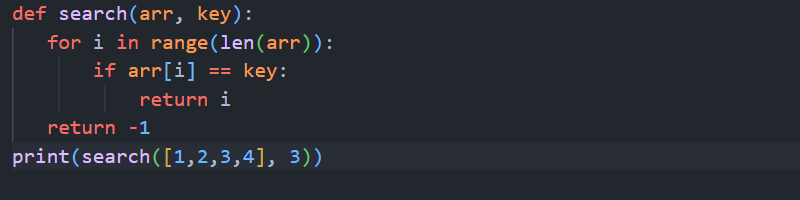 def search(arr, key):
   for i in range(len(arr)):
       if arr[i] == key:
           return i
   return -1
print(search([1,2,3,4], 3))